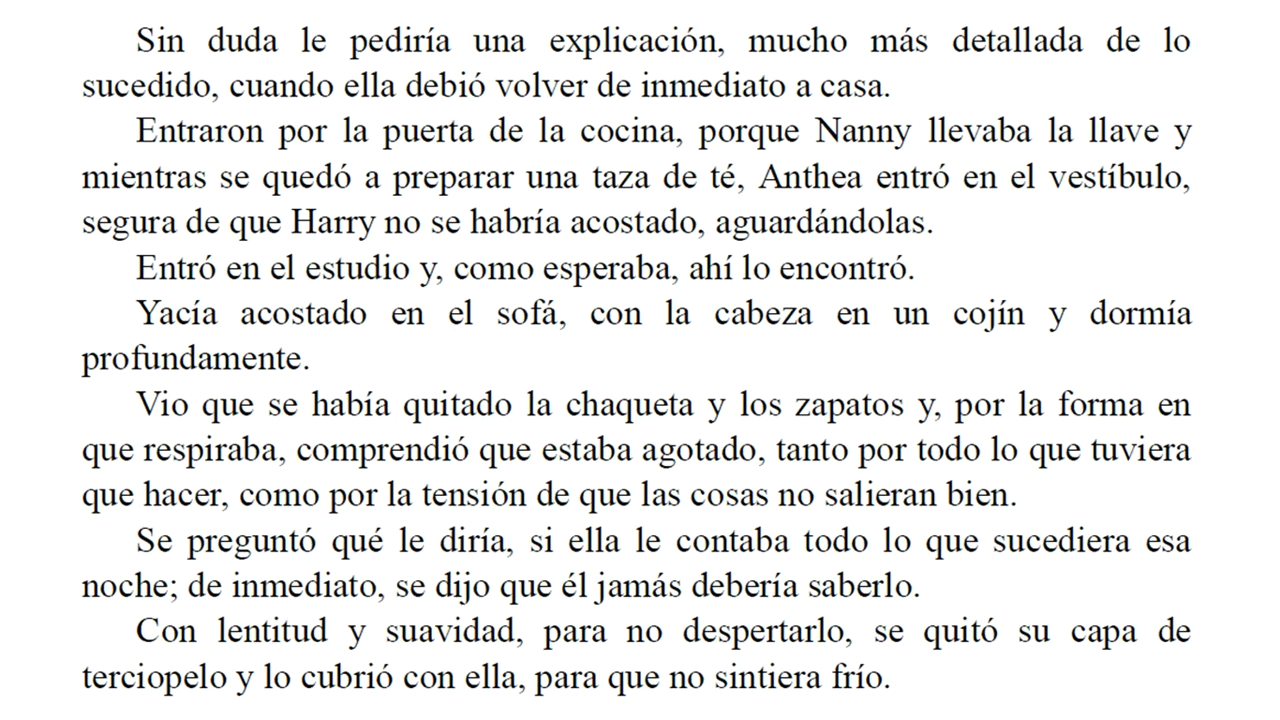 Sin duda le pediría una explicación, mucho más detallada de lo
sucedido, cuando ella debió volver de inmediato a casa.
Entraron por la puerta de la cocina, porque Nanny llevaba la llave y
mientras se quedó a preparar una taza de té, Anthea entró en el vestíbulo,
segura de que Harry no se habría acostado, aguardándolas.
Entró en el estudio y, como esperaba, ahí lo encontró.
Yacía acostado en el sofá, con la cabeza en un cojín y dormía
profundamente.
Vio que se había quitado la chaqueta y los zapatos y, por la forma en
que respiraba, comprendió que estaba agotado, tanto por todo lo que tuviera
que hacer, como por la tensión de que las cosas no salieran bien.
Se preguntó qué le diría, si ella le contaba todo lo que sucediera esa
noche; de inmediato, se dijo que él jamás debería saberlo.
Con lentitud y suavidad, para no despertarlo, se quitó su capa de
terciopelo y lo cubrió con ella, para que no sintiera frío.